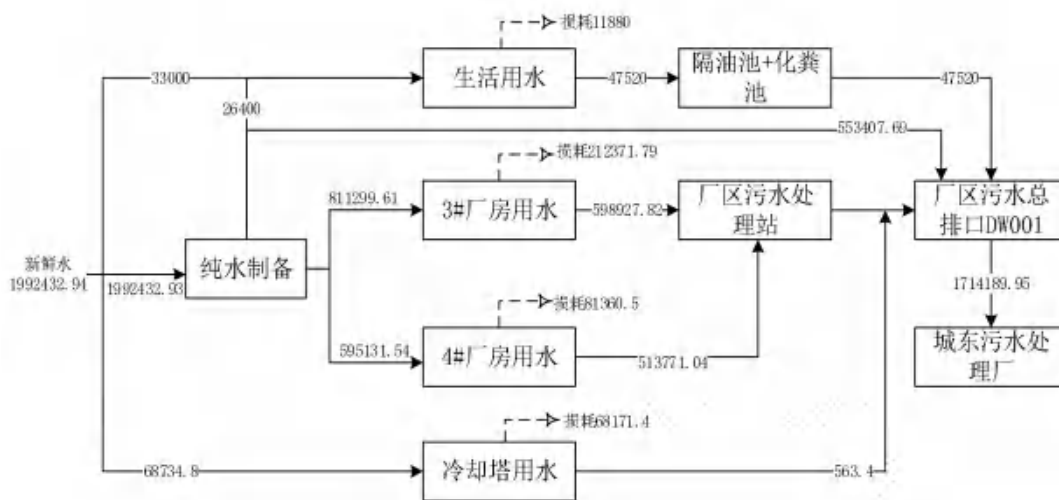 损耗11880
33000
生活用水
47520
隔油池+化粪
池
47520
26400
553407.69
损耗212371.79
811299.61
3#厂房用水
598927.82
厂区污水处
理站
厂区污水总
排口DW001
新鲜水
1992432.94
1992432.93
纯水制备
损耗81360.5
1714189.95
595131.54
4#厂房用水
513771.04
城东污水处
理厂
损耗68171.4
68734.8
冷却塔用水
563.4